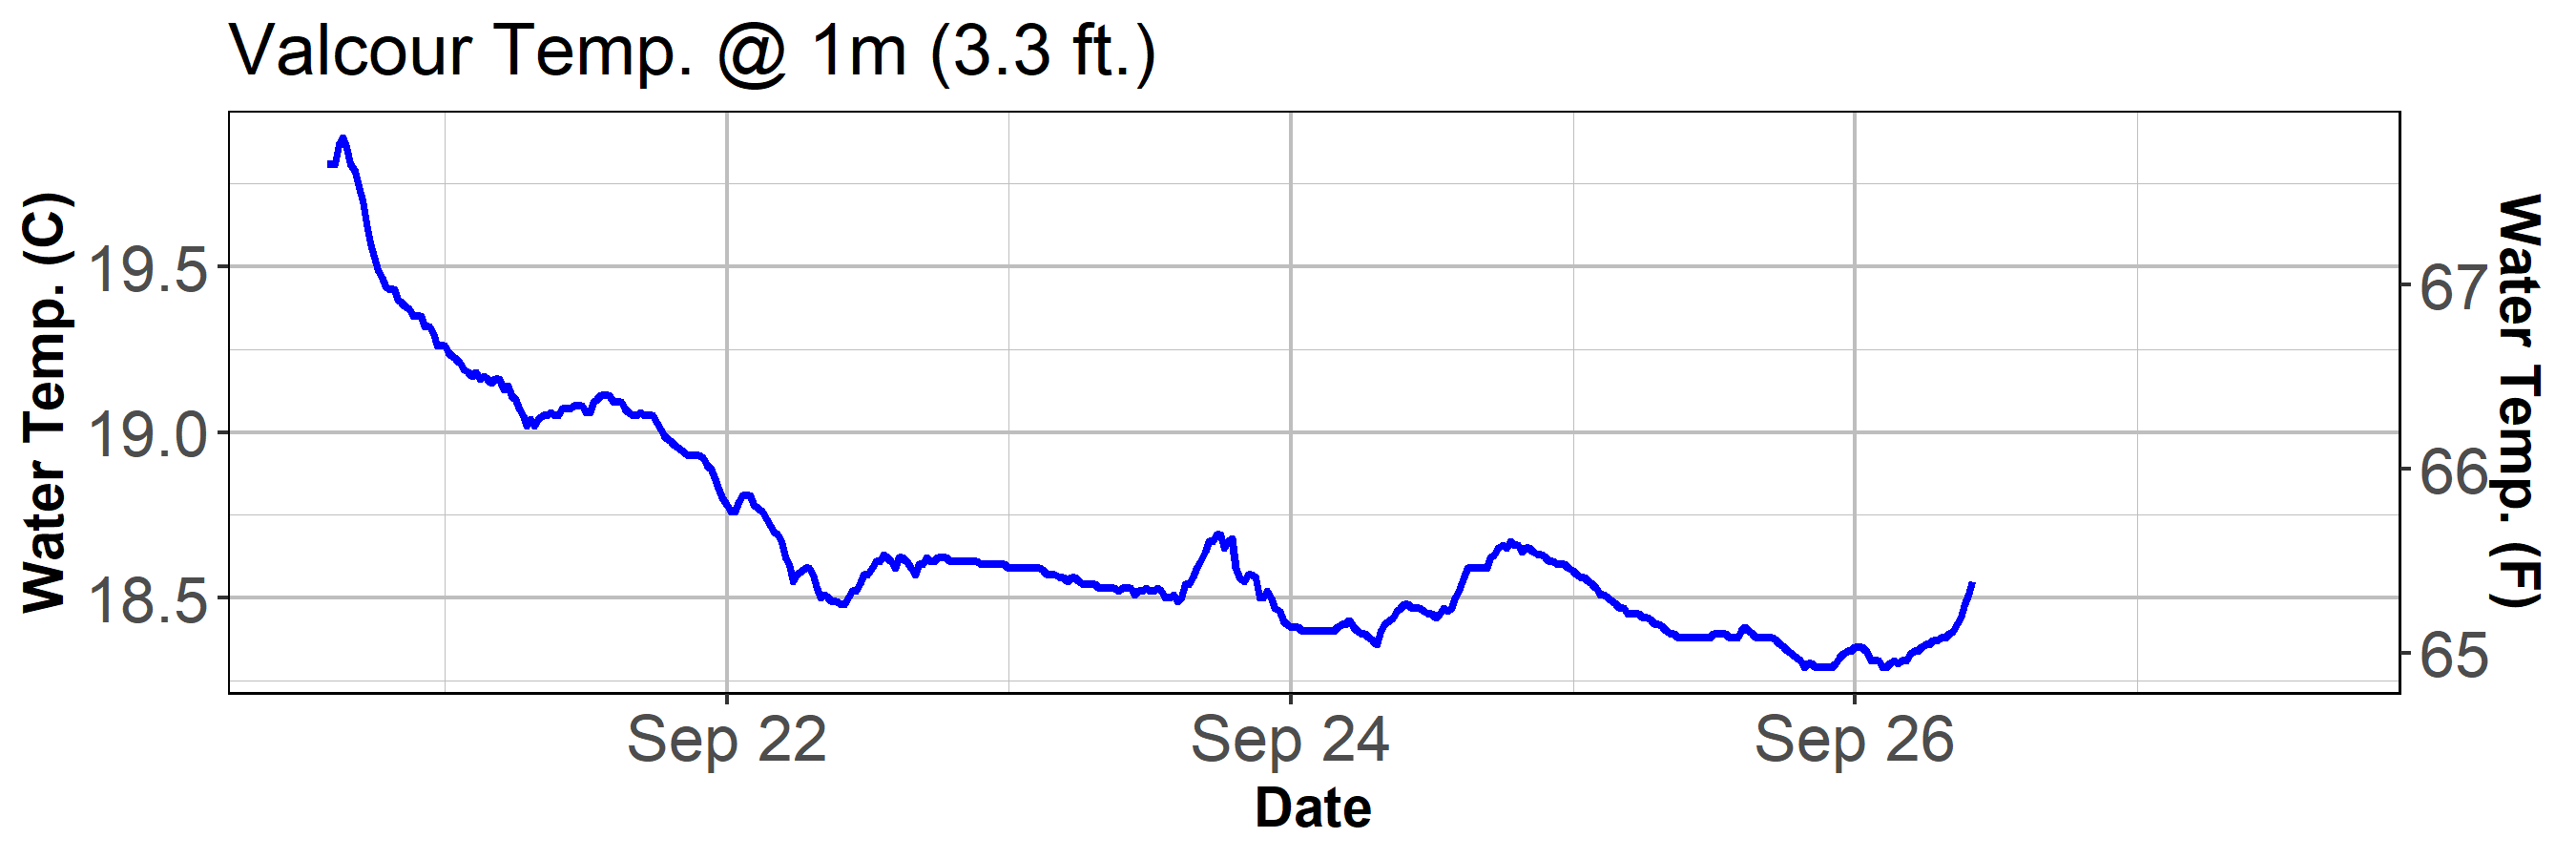 Valcour Temp. @ 1m (3.3 ft.)
Water Temp. (C)
19.5
19.0
18.5
67
66
65
Water Temp. (F)
Sep 22 Sep 24 Sep 26
Date